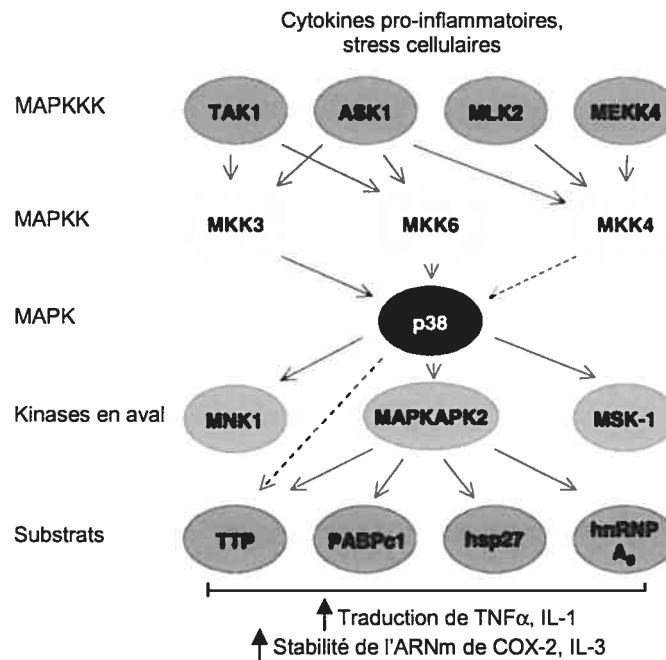 Cytokines pro-inflammatoires,
stress cellulaires
MAPKKK TAK1 ASK1 MLK2 MEKK4
MAPKK MKK3 MKK6 MKK4
MAPK p38
Kinases en aval MNK1 MAPKAPK2 MSK-1
Substrats TTP PABPc1 hsp27 hnRNP
A₀
Traduction de TNFα, IL-1
Stabilité de l'ARNm de COX-2, IL-3